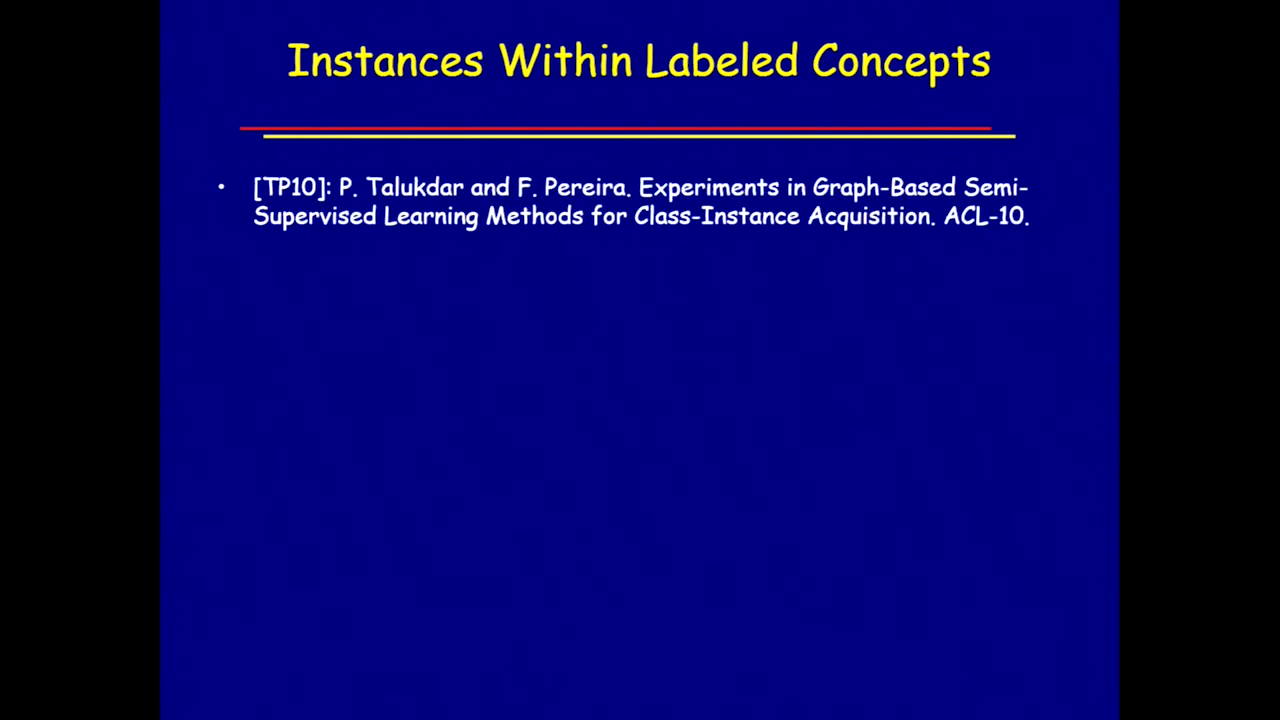 Instances Within Labeled Concepts
• [TP10]: P. Talukdar and F. Pereira. Experiments in Graph-Based Semi-
Supervised Learning Methods for Class-Instance Acquisition. ACL-10.